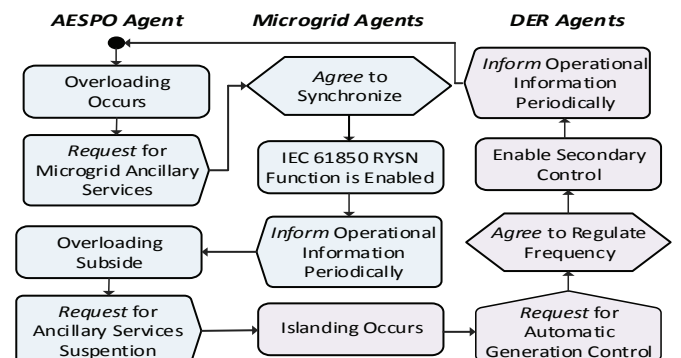 AESPO Agent
Microgrid Agents
DER Agents
Overloading
Occurs
Request for
Microgrid Ancillary
Services
Agree to
Synchronize
IEC 61850 RYSN
Function is Enabled
Inform Operational
Information
Periodically
Overloading
Subside
Request for
Ancillary Services
Suspention
Islanding Occurs
Request for
Automatic
Generation Control
Agree to Regulate
Frequency
Enable Secondary
Control
Inform Operational
Information
Periodically